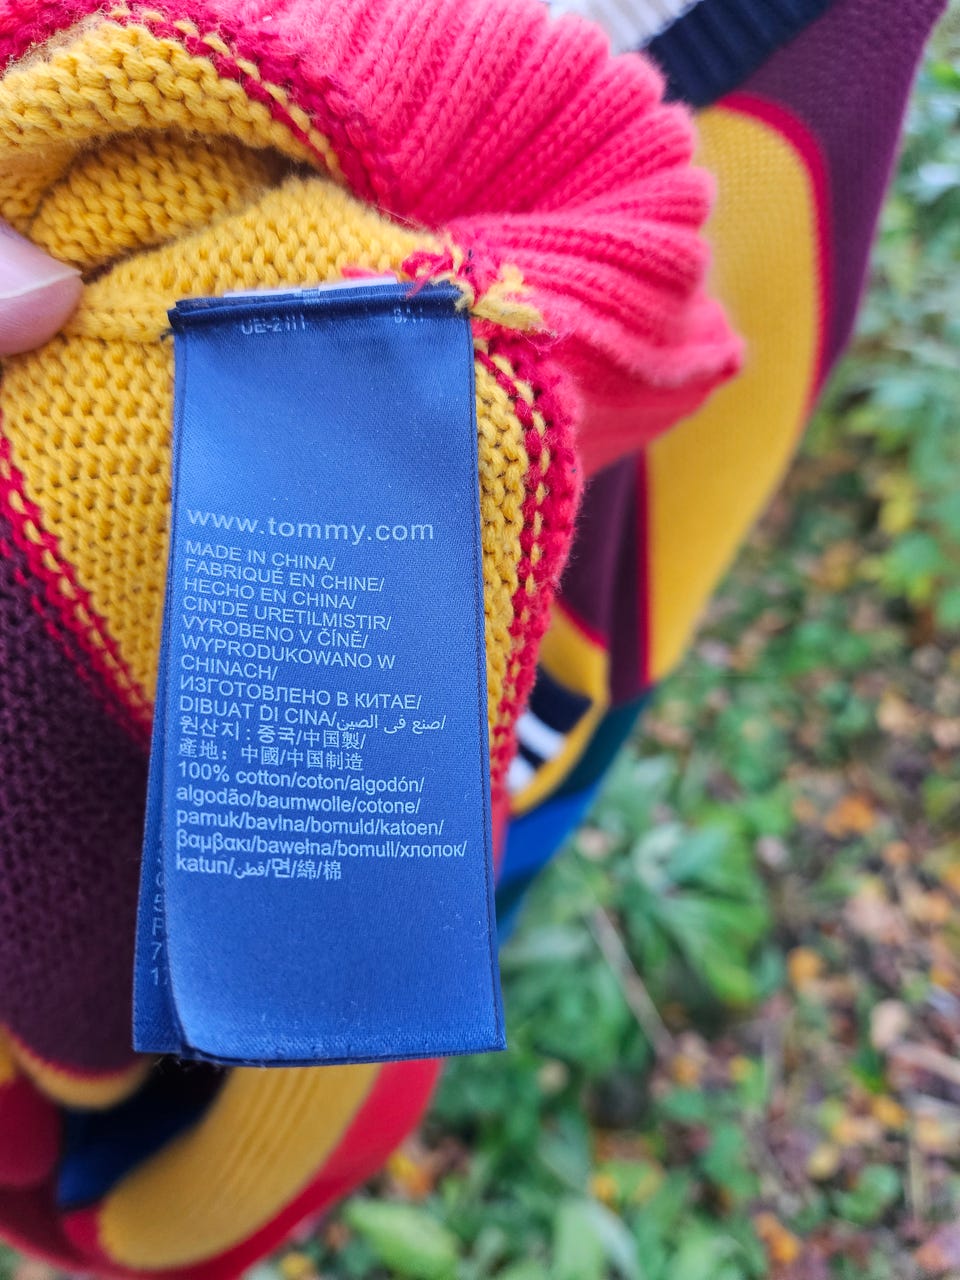 www.tommy.com
MADE IN CHINA/
FABRIQUÉ EN CHINE/
HECHO EN CHINA/
CIN'DE URETILMISTIR/
VYROBENO V ČÍNĚ/
WYPRODUKOWANO W
CHINACH/
ИЗГОТОВЛЕНО В КИТАЕ/
DIBUAT DI CINA/صنع في الصين/
원산지 : 중국/中国製/
產地：中國/中国制造
100% cotton/coton/algodón/
algodão/baumwolle/cotone/
pamuk/bavlna/bomuld/katoen/
βαμβακι/bawełna/bomull/хлопок/
katun/قطن/면/綿/棉